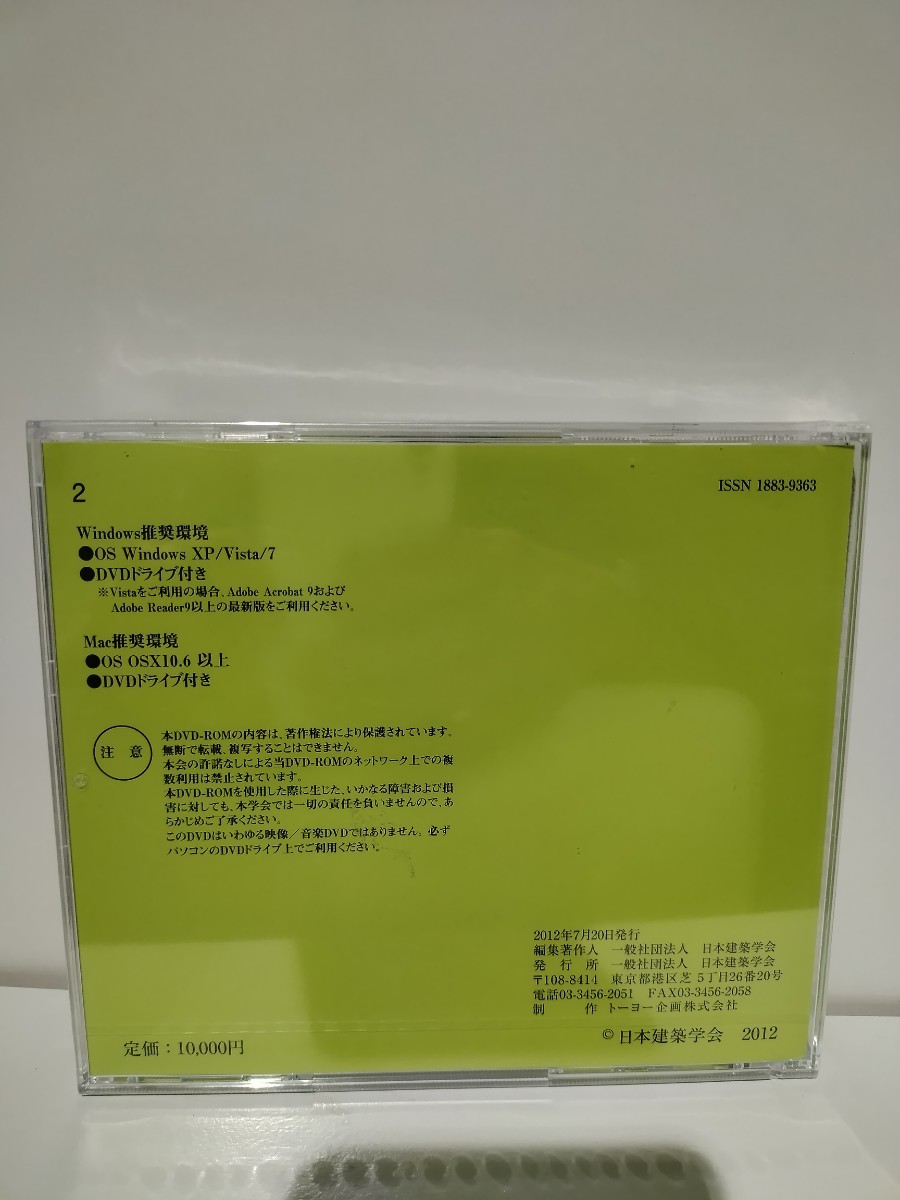 2
ISSN 1883-9363
Windows推奨環境
●OS Windows XP/Vista/7
●DVDドライブ付き
※Vistaをご利用の場合、Adobe Acrobat 9および
Adobe Reader9以上の最新版をご利用ください。
Mac推奨環境
●OS OSX10.6 以上
●DVDドライブ付き
注 意
本DVD-ROMの内容は、著作権法により保護されています。
無断で転載、複写することはできません。
本会の許諾なしによる当DVD-ROMのネットワーク上での複
数利用は禁止されています。
本DVD-ROMを使用した際に生じた、いかなる障害および損
害に対しても、本学会では一切の責任を負いませんので、あ
らかじめご了承ください。
このDVDはいわゆる映像／音楽DVDではありません。必ず
パソコンのDVDドライブ上でご利用ください。
2012年7月20日発行
編集著作人 一般社団法人 日本建築学会
発 行 所 一般社団法人 日本建築学会
〒108-8414 東京都港区芝 5丁目26番20号
電話03-3456-2051 FAX03-3456-2058
制 作 トーヨー企画株式会社
© 日本建築学会 2012
定価：10,000円